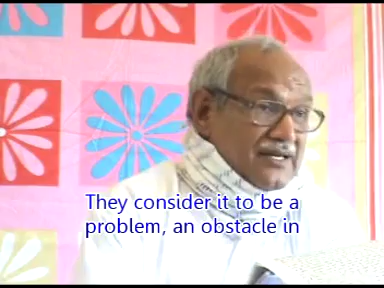 They consider it to be a
problem, an obstacle in